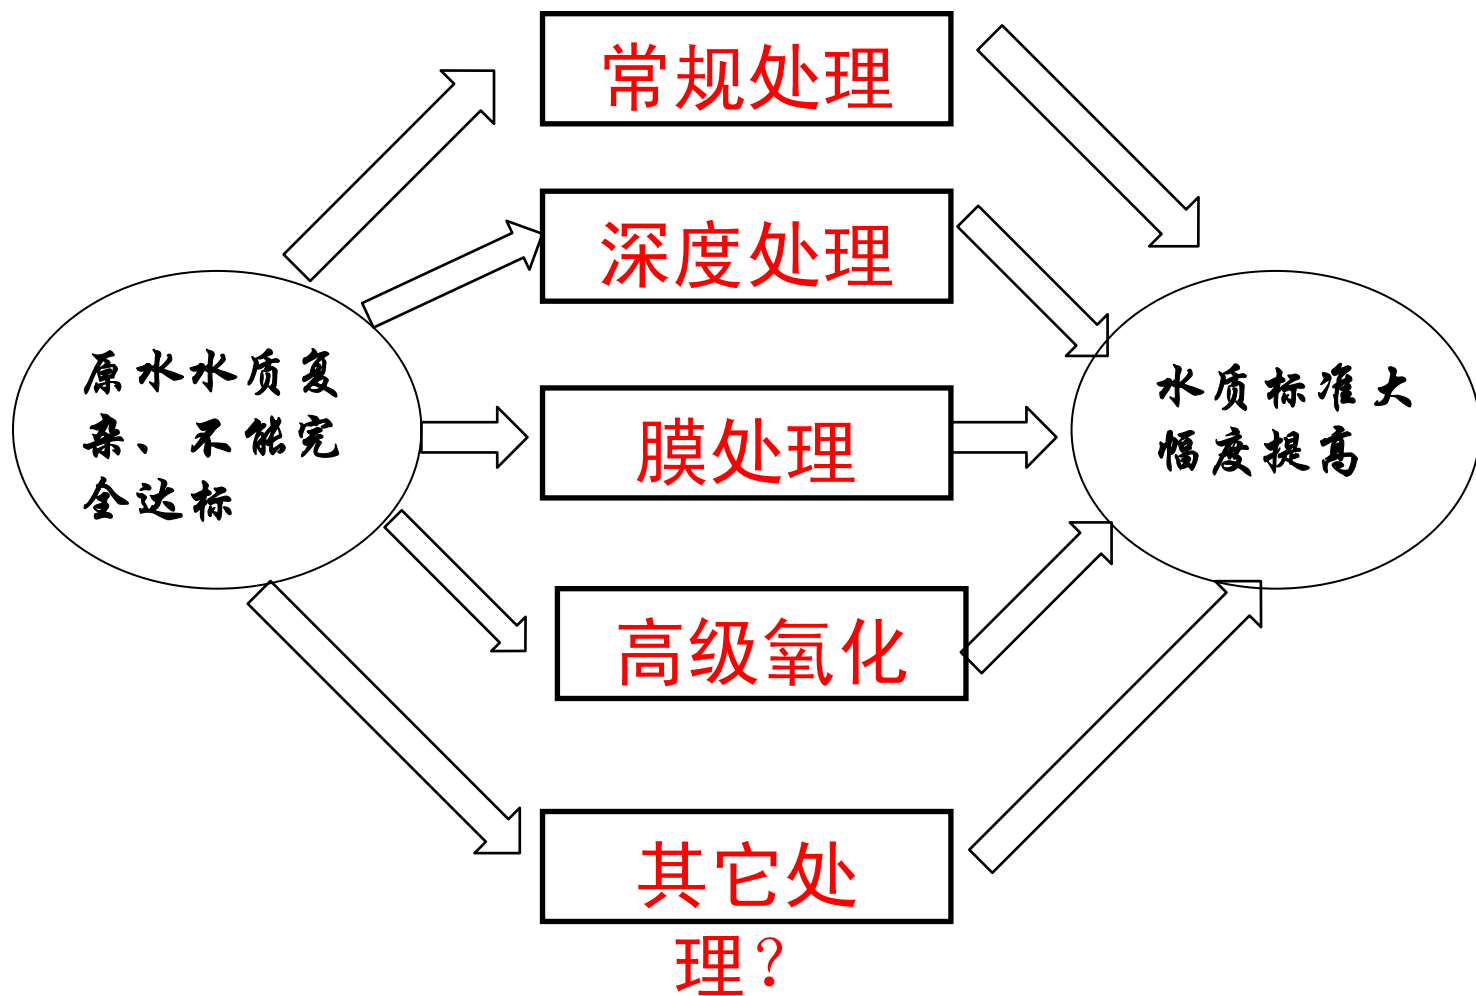 常规处理
深度处理
原水水质复
杂、不能完
全达标
膜处理
水质标准大
幅度提高
高级氧化
其它处
理？